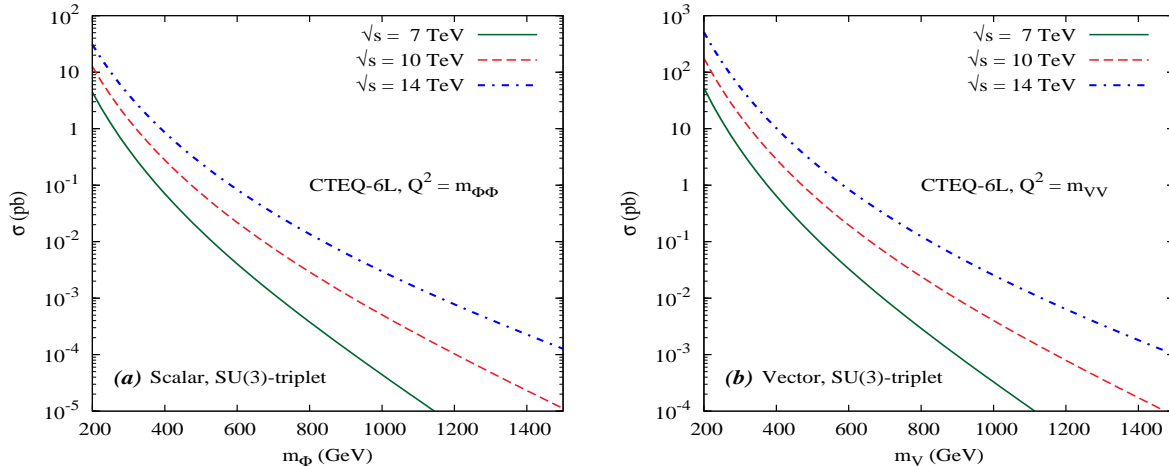 10²
10
1
10⁻¹
10⁻²
10⁻³
10⁻⁴
10⁻⁵
σ (pb)
√s = 7 TeV
√s = 10 TeV
√s = 14 TeV
CTEQ-6L, Q² = m_ΦΦ
(a) Scalar, SU(3)-triplet
200 400 600 800 1000 1200 1400
m_Φ (GeV)
10³
10²
10
1
10⁻¹
10⁻²
10⁻³
10⁻⁴
σ (pb)
√s = 7 TeV
√s = 10 TeV
√s = 14 TeV
CTEQ-6L, Q² = m_VV
(b) Vector, SU(3)-triplet
200 400 600 800 1000 1200 1400
m_V (GeV)